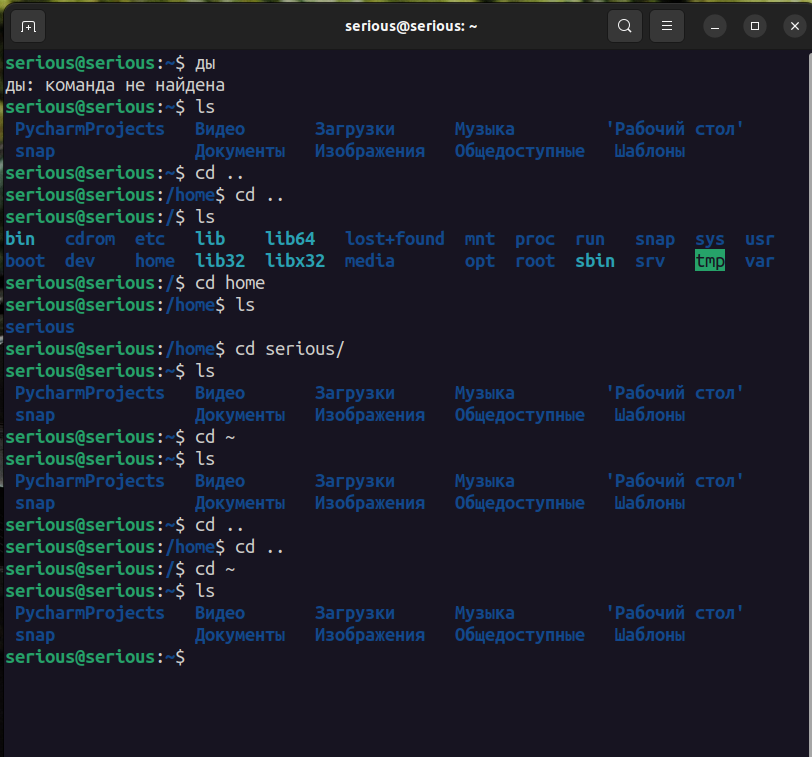 serious@serious: ~
serious@serious:~$ ды
ды: команда не найдена
serious@serious:~$ ls
PycharmProjects Видео Загрузки Музыка 'Рабочий стол'
snap Документы Изображения Общедоступные Шаблоны
serious@serious:~$ cd ..
serious@serious:/home$ cd ..
serious@serious:/$ ls
bin cdrom etc lib lib64 lost+found mnt proc run snap sys usr
boot dev home lib32 libx32 media opt root sbin srv tmp var
serious@serious:/$ cd home
serious@serious:/home$ ls
serious
serious@serious:/home$ cd serious/
serious@serious:~$ ls
PycharmProjects Видео Загрузки Музыка 'Рабочий стол'
snap Документы Изображения Общедоступные Шаблоны
serious@serious:~$ cd ~
serious@serious:~$ ls
PycharmProjects Видео Загрузки Музыка 'Рабочий стол'
snap Документы Изображения Общедоступные Шаблоны
serious@serious:~$ cd ..
serious@serious:/home$ cd ..
serious@serious:/$ cd ~
serious@serious:~$ ls
PycharmProjects Видео Загрузки Музыка 'Рабочий стол'
snap Документы Изображения Общедоступные Шаблоны
serious@serious:~$